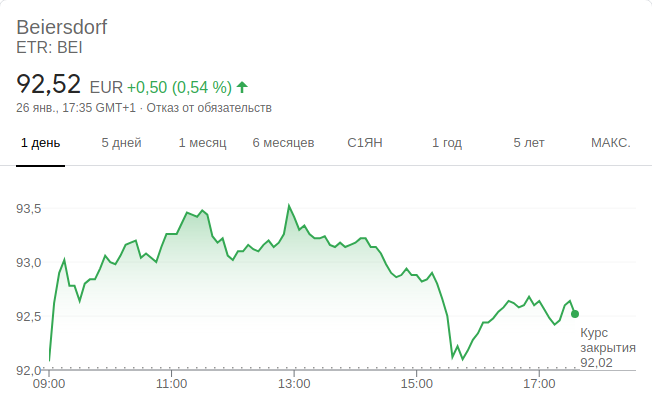 Beiersdorf
ETR: BEI
92,52 EUR +0,50 (0,54 %)
26 янв., 17:35 GMT+1 · Отказ от обязательств
1 день 5 дней 1 месяц 6 месяцев С1ЯН 1 год 5 лет МАКС.
93,5
93,0
92,5
Курс
закрытия
92,02
92,0
09:00 11:00 13:00 15:00 17:00